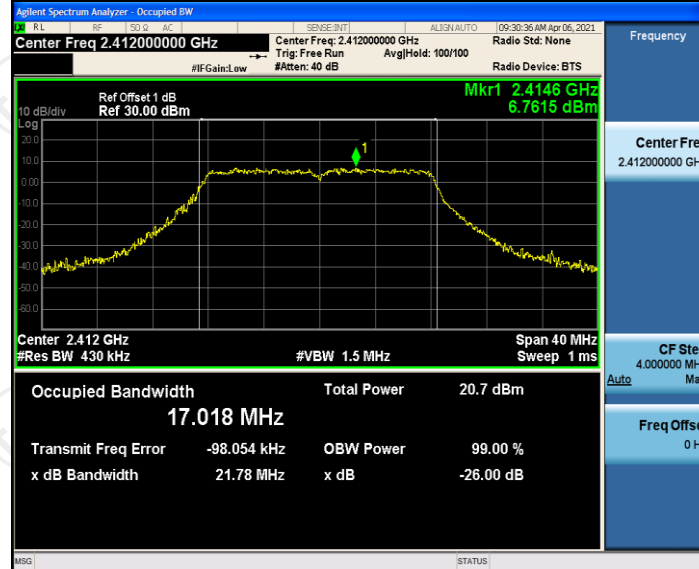 Agilent Spectrum Analyzer - Occupied BW
LXI RL RF 50 Ω AC SENSE:INT ALIGN AUTO 09:30:36 AM Apr 06, 2021
Center Freq 2.412000000 GHz
Center Freq: 2.412000000 GHz
Radio Std: None
Trig: Free Run Avg|Hold: 100/100
#IFGain:Low #Atten: 40 dB Radio Device: BTS
Mkr1 2.4146 GHz
6.7615 dBm
Ref Offset 1 dB
10 dB/div Ref 30.00 dBm
Log
20.0
10.0
0.00
-10.0
-20.0
-30.0
-40.0
-50.0
-60.0
1
Center 2.412 GHz Span 40 MHz
#Res BW 430 kHz #VBW 1.5 MHz Sweep 1 ms
Occupied Bandwidth Total Power 20.7 dBm
17.018 MHz
Transmit Freq Error -98.054 kHz OBW Power 99.00 %
x dB Bandwidth 21.78 MHz x dB -26.00 dB
MSG STATUS
Frequency
Center Fre
2.412000000 GH
CF Ste
4.000000 MH
Auto Ma
Freq Offse
0 H